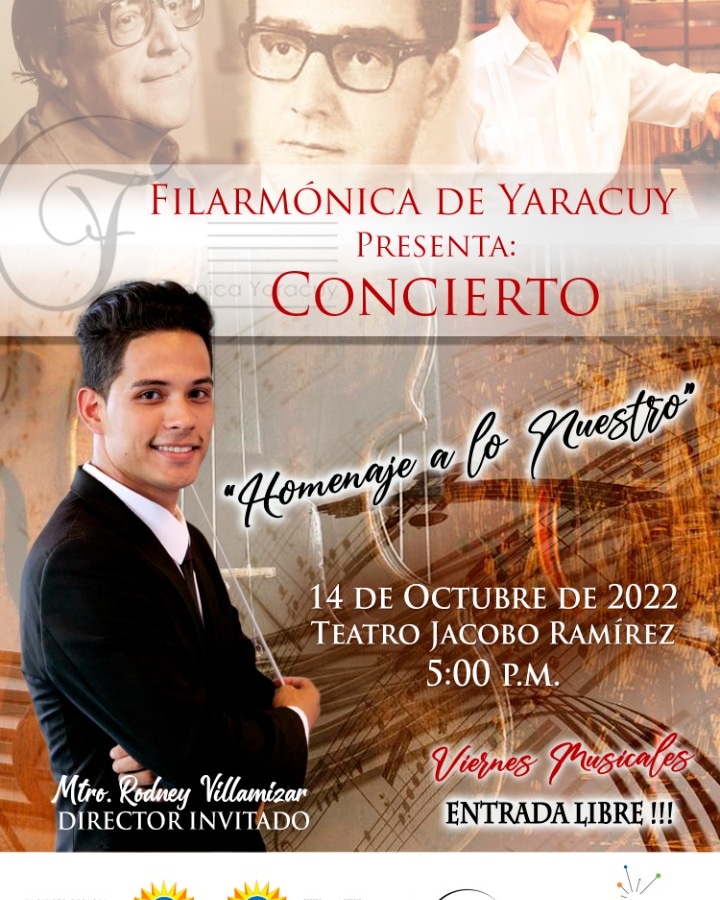 Filarmónica de Yaracuy
Presenta:
Concierto
"Homenaje a lo Nuestro"
14 de Octubre de 2022
Teatro Jacobo Ramírez
5:00 p.m.
Viernes Musicales
ENTRADA LIBRE !!!
Mtro. Rodney Villamizar
DIRECTOR INVITADO